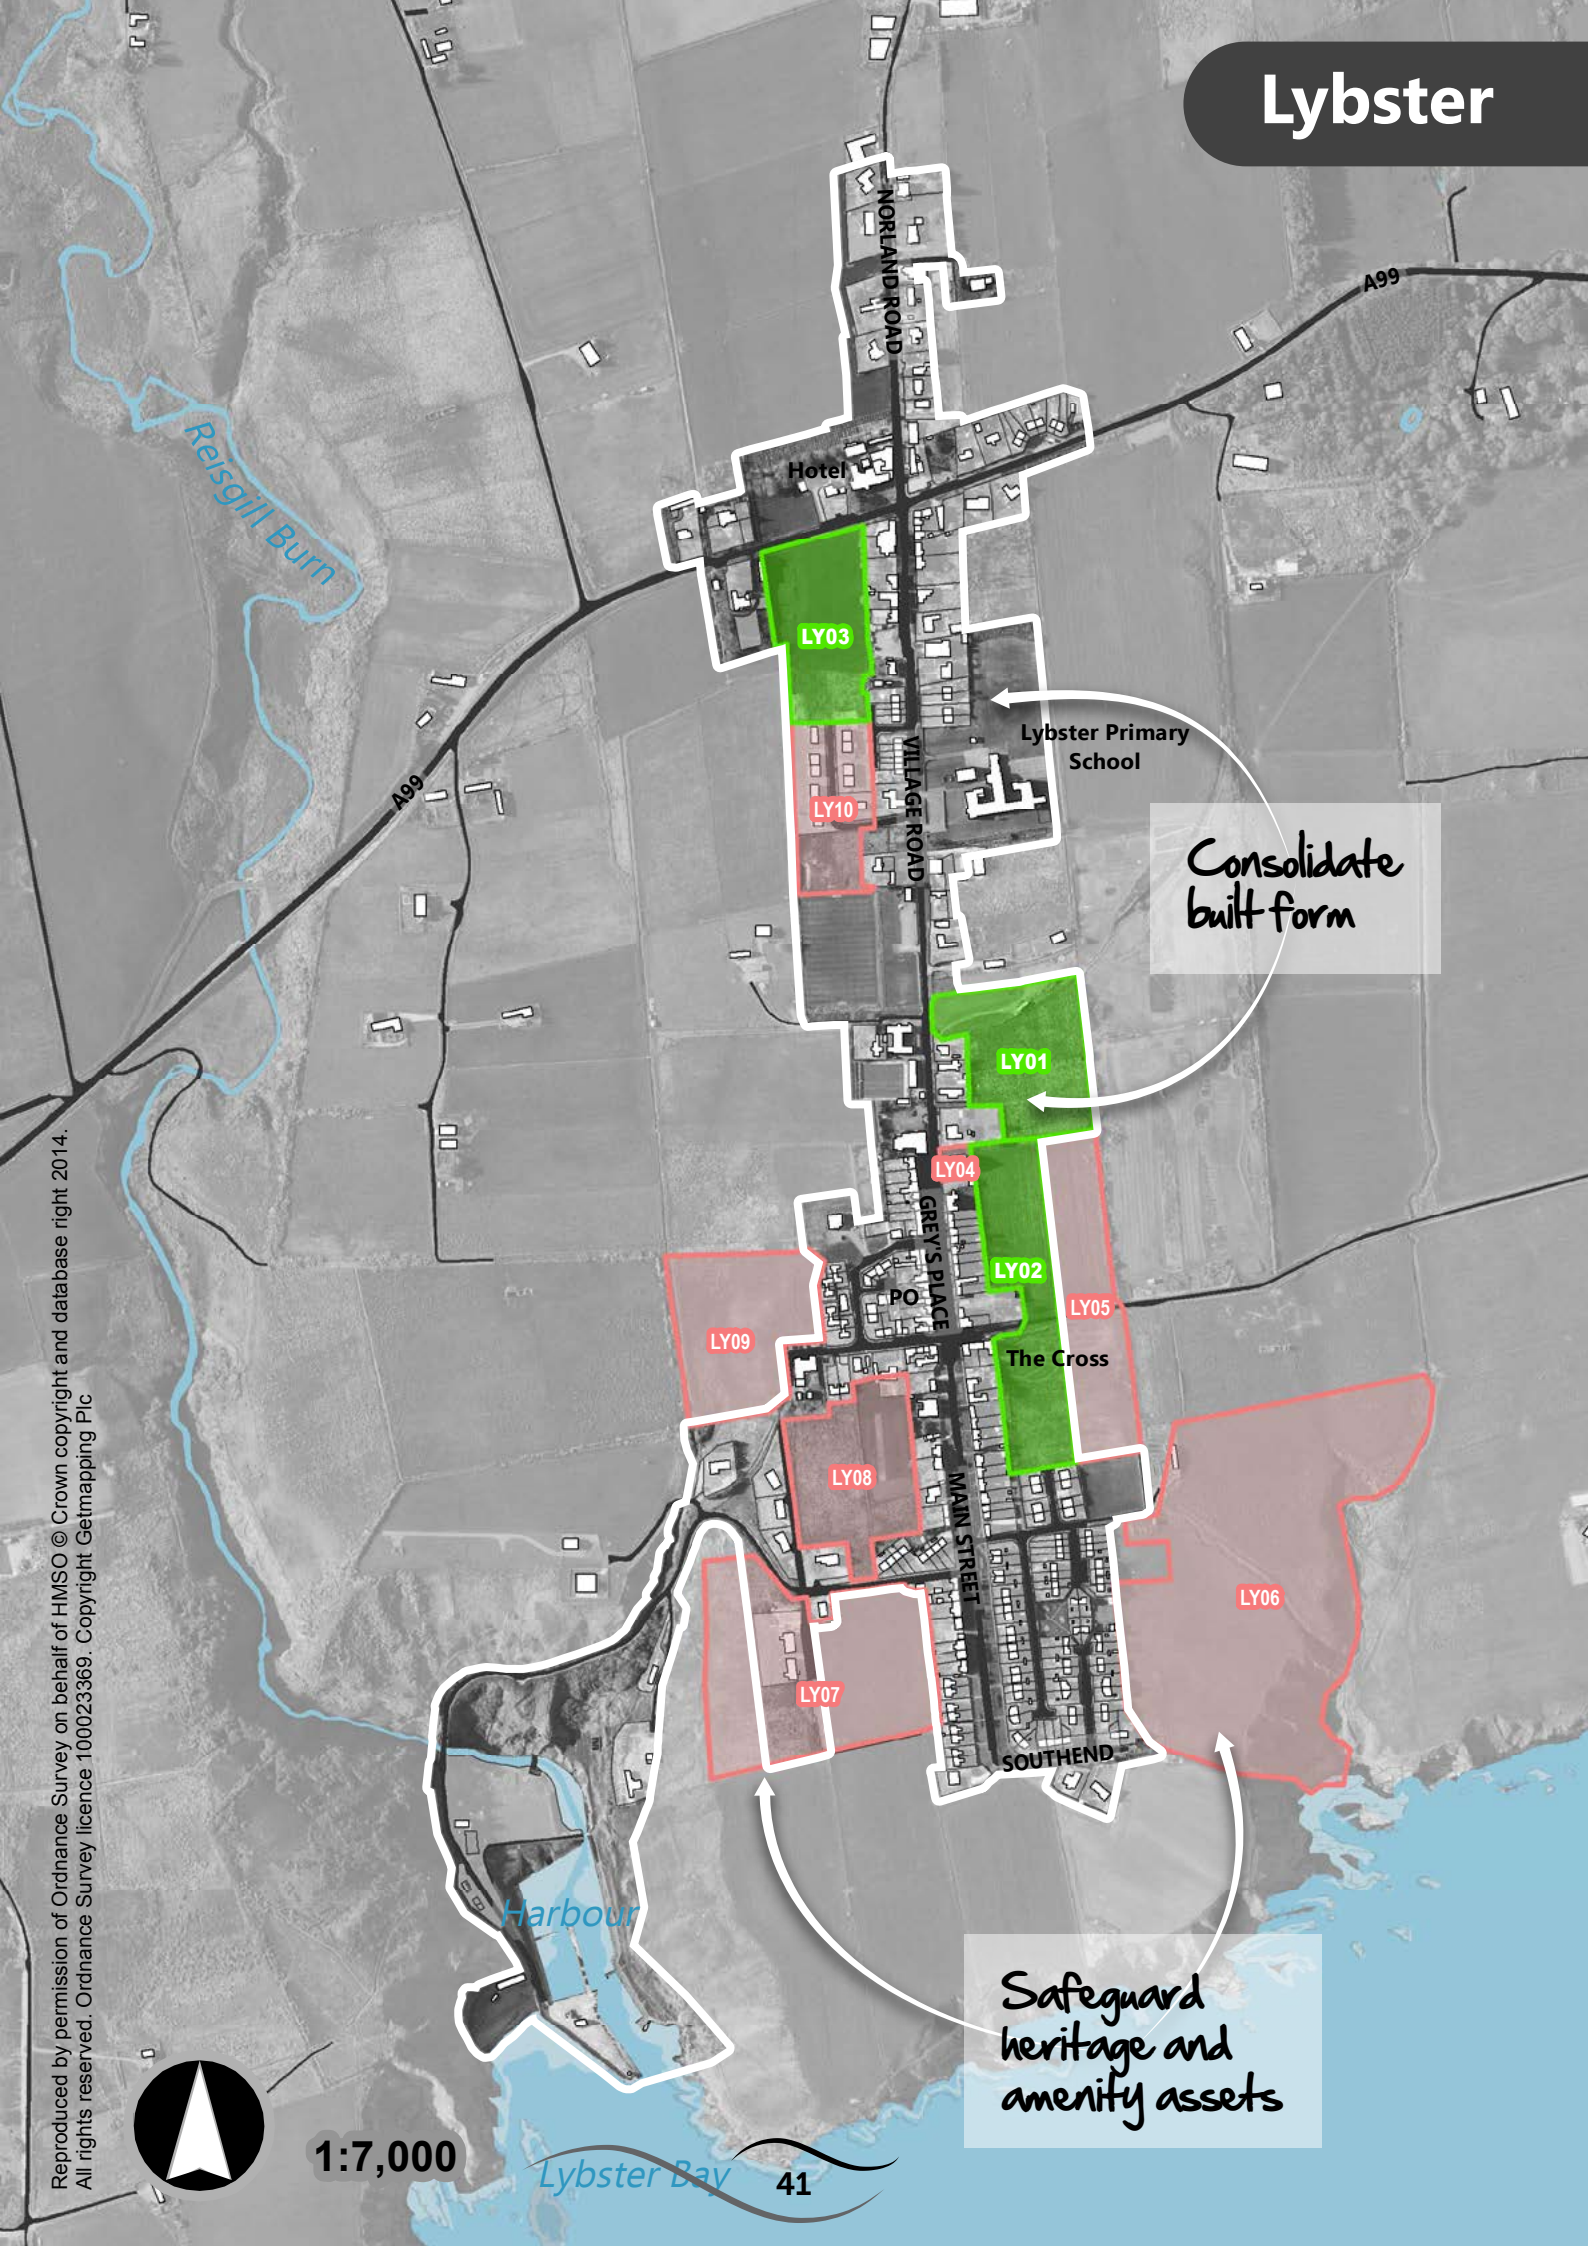 Lybster
NORLAND ROAD
A99
Reisgill Burn
Hotel
LY03
Lybster Primary
School
VILLAGE ROAD
A99
LY10
Consolidate
built form
LY01
LY04
GREY'S PLACE
LY02
PO
LY05
LY09
The Cross
LY08
MAIN STREET
LY06
LY07
SOUTHEND
Harbour
Safeguard
heritage and
amenity assets
Reproduced by permission of Ordnance Survey on behalf of HMSO © Crown copyright and database right 2014.
All rights reserved. Ordnance Survey licence 100023369. Copyright Getmapping Plc
1:7,000
Lybster Bay
41